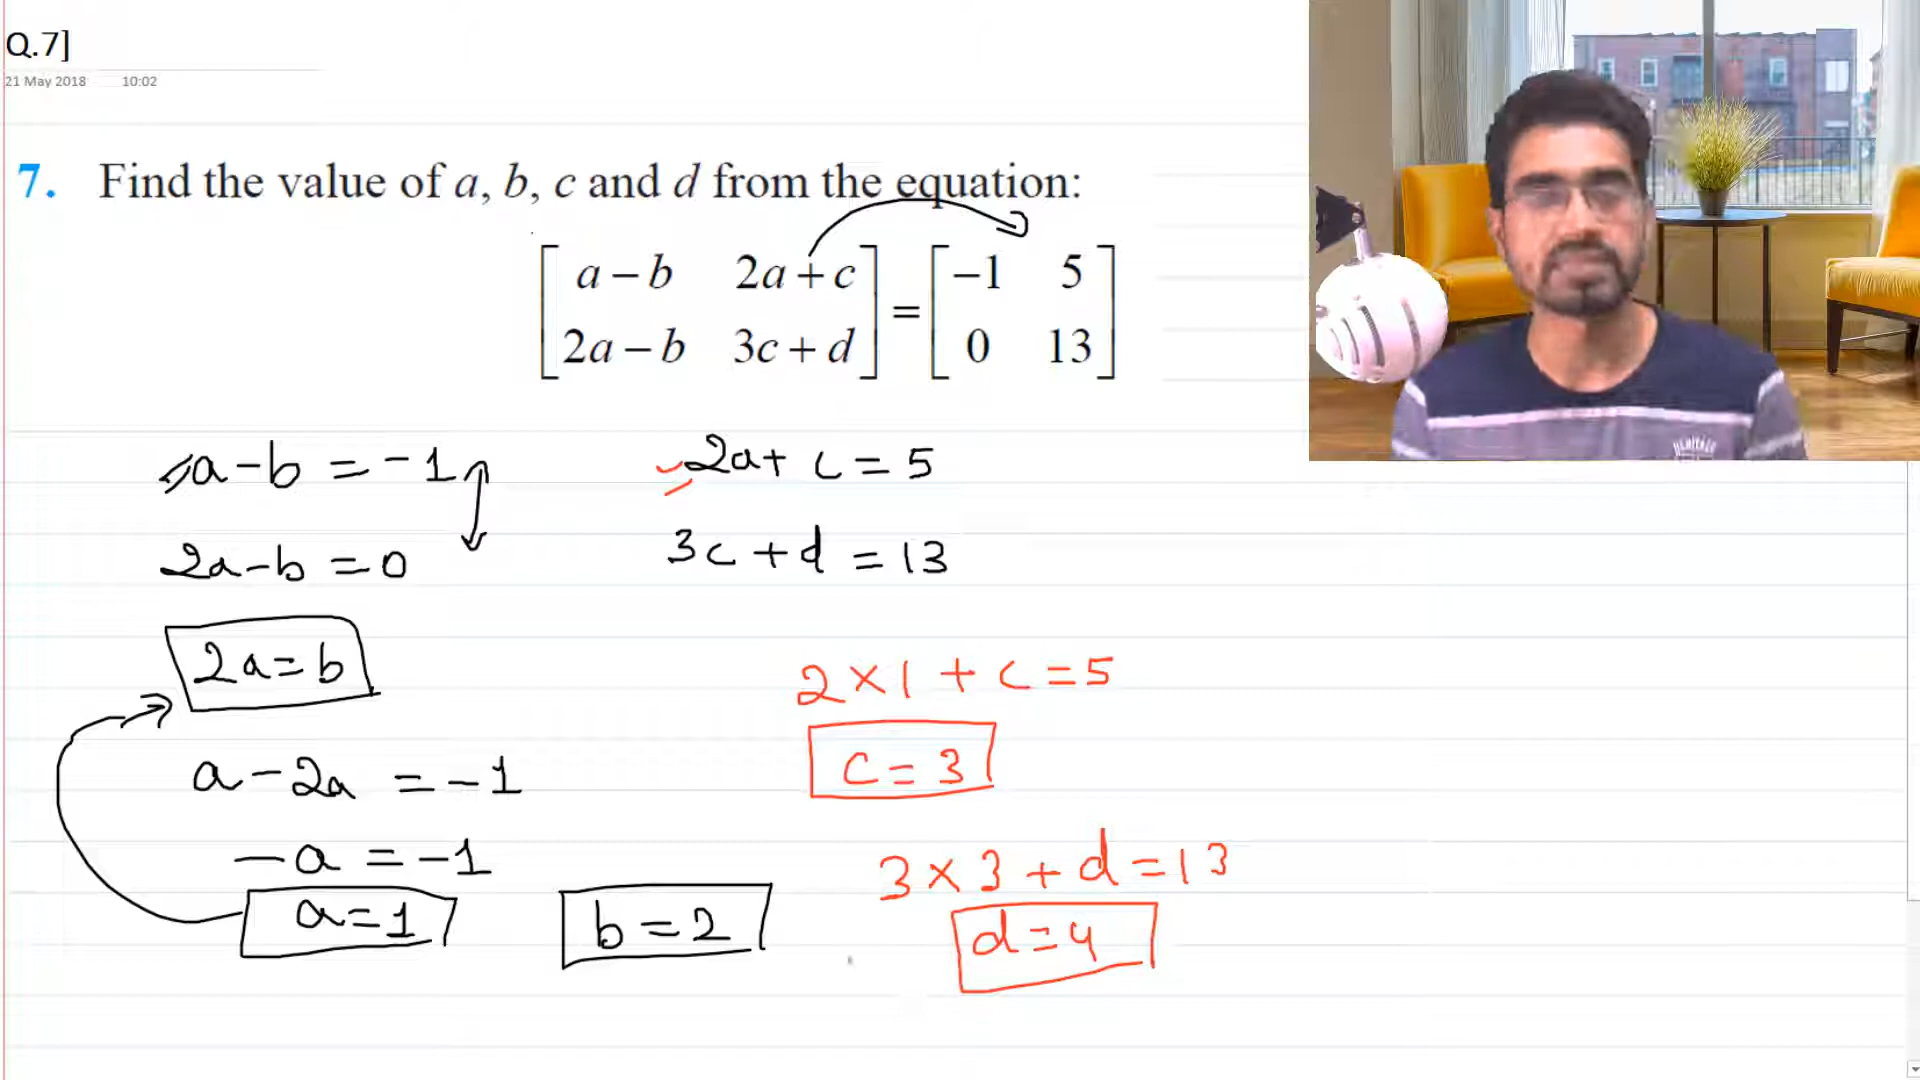 Q.7]
21 May 2018 10:02
7. Find the value of a, b, c and d from the equation:
[ a – b 2a + c ] = [ –1 5 ]
[ 2a – b 3c + d ] [ 0 13 ]
a - b = -1
2a + c = 5
2a - b = 0
3c + d = 13
2a = b
2 × 1 + c = 5
a - 2a = -1
c = 3
-a = -1
3 × 3 + d = 13
a = 1
b = 2
d = 4